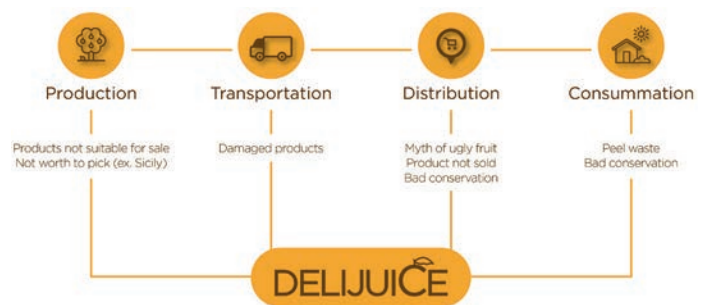 Production
Transportation
Distribution
Consummation
Products not suitable for sale
Not worth to pick (ex. Sicily)
Damaged products
Myth of ugly fruit
Product not sold
Bad conservation
Peel waste
Bad conservation
DELIJUICE